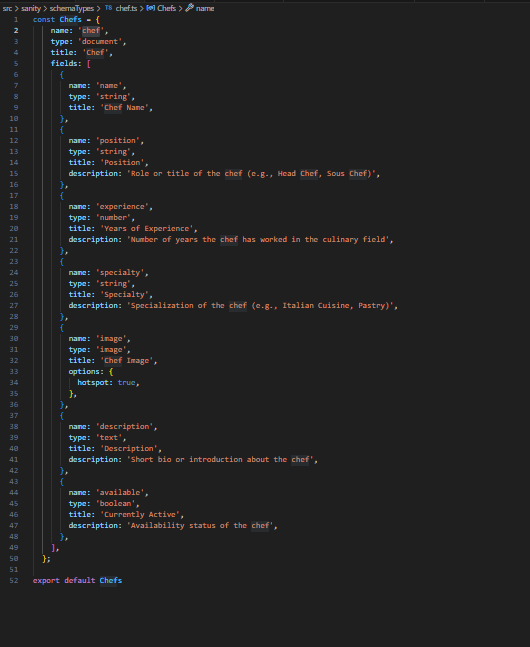 src > sanity > schemaTypes > TS chef.ts > Chefs > name
1 const Chefs = {
2 name: 'chef',
3 type: 'document',
4 title: 'Chef',
5 fields: [
6 {
7 name: 'name',
8 type: 'string',
9 title: 'Chef Name',
10 },
11 {
12 name: 'position',
13 type: 'string',
14 title: 'Position',
15 description: 'Role or title of the chef (e.g., Head Chef, Sous Chef)',
16 },
17 {
18 name: 'experience',
19 type: 'number',
20 title: 'Years of Experience',
21 description: 'Number of years the chef has worked in the culinary field',
22 },
23 {
24 name: 'specialty',
25 type: 'string',
26 title: 'Specialty',
27 description: 'Specialization of the chef (e.g., Italian Cuisine, Pastry)',
28 },
29 {
30 name: 'image',
31 type: 'image',
32 title: 'Chef Image',
33 options: {
34 hotspot: true,
35 },
36 },
37 {
38 name: 'description',
39 type: 'text',
40 title: 'Description',
41 description: 'Short bio or introduction about the chef',
42 },
43 {
44 name: 'available',
45 type: 'boolean',
46 title: 'Currently Active',
47 description: 'Availability status of the chef',
48 },
49 ],
50 };
51
52 export default Chefs